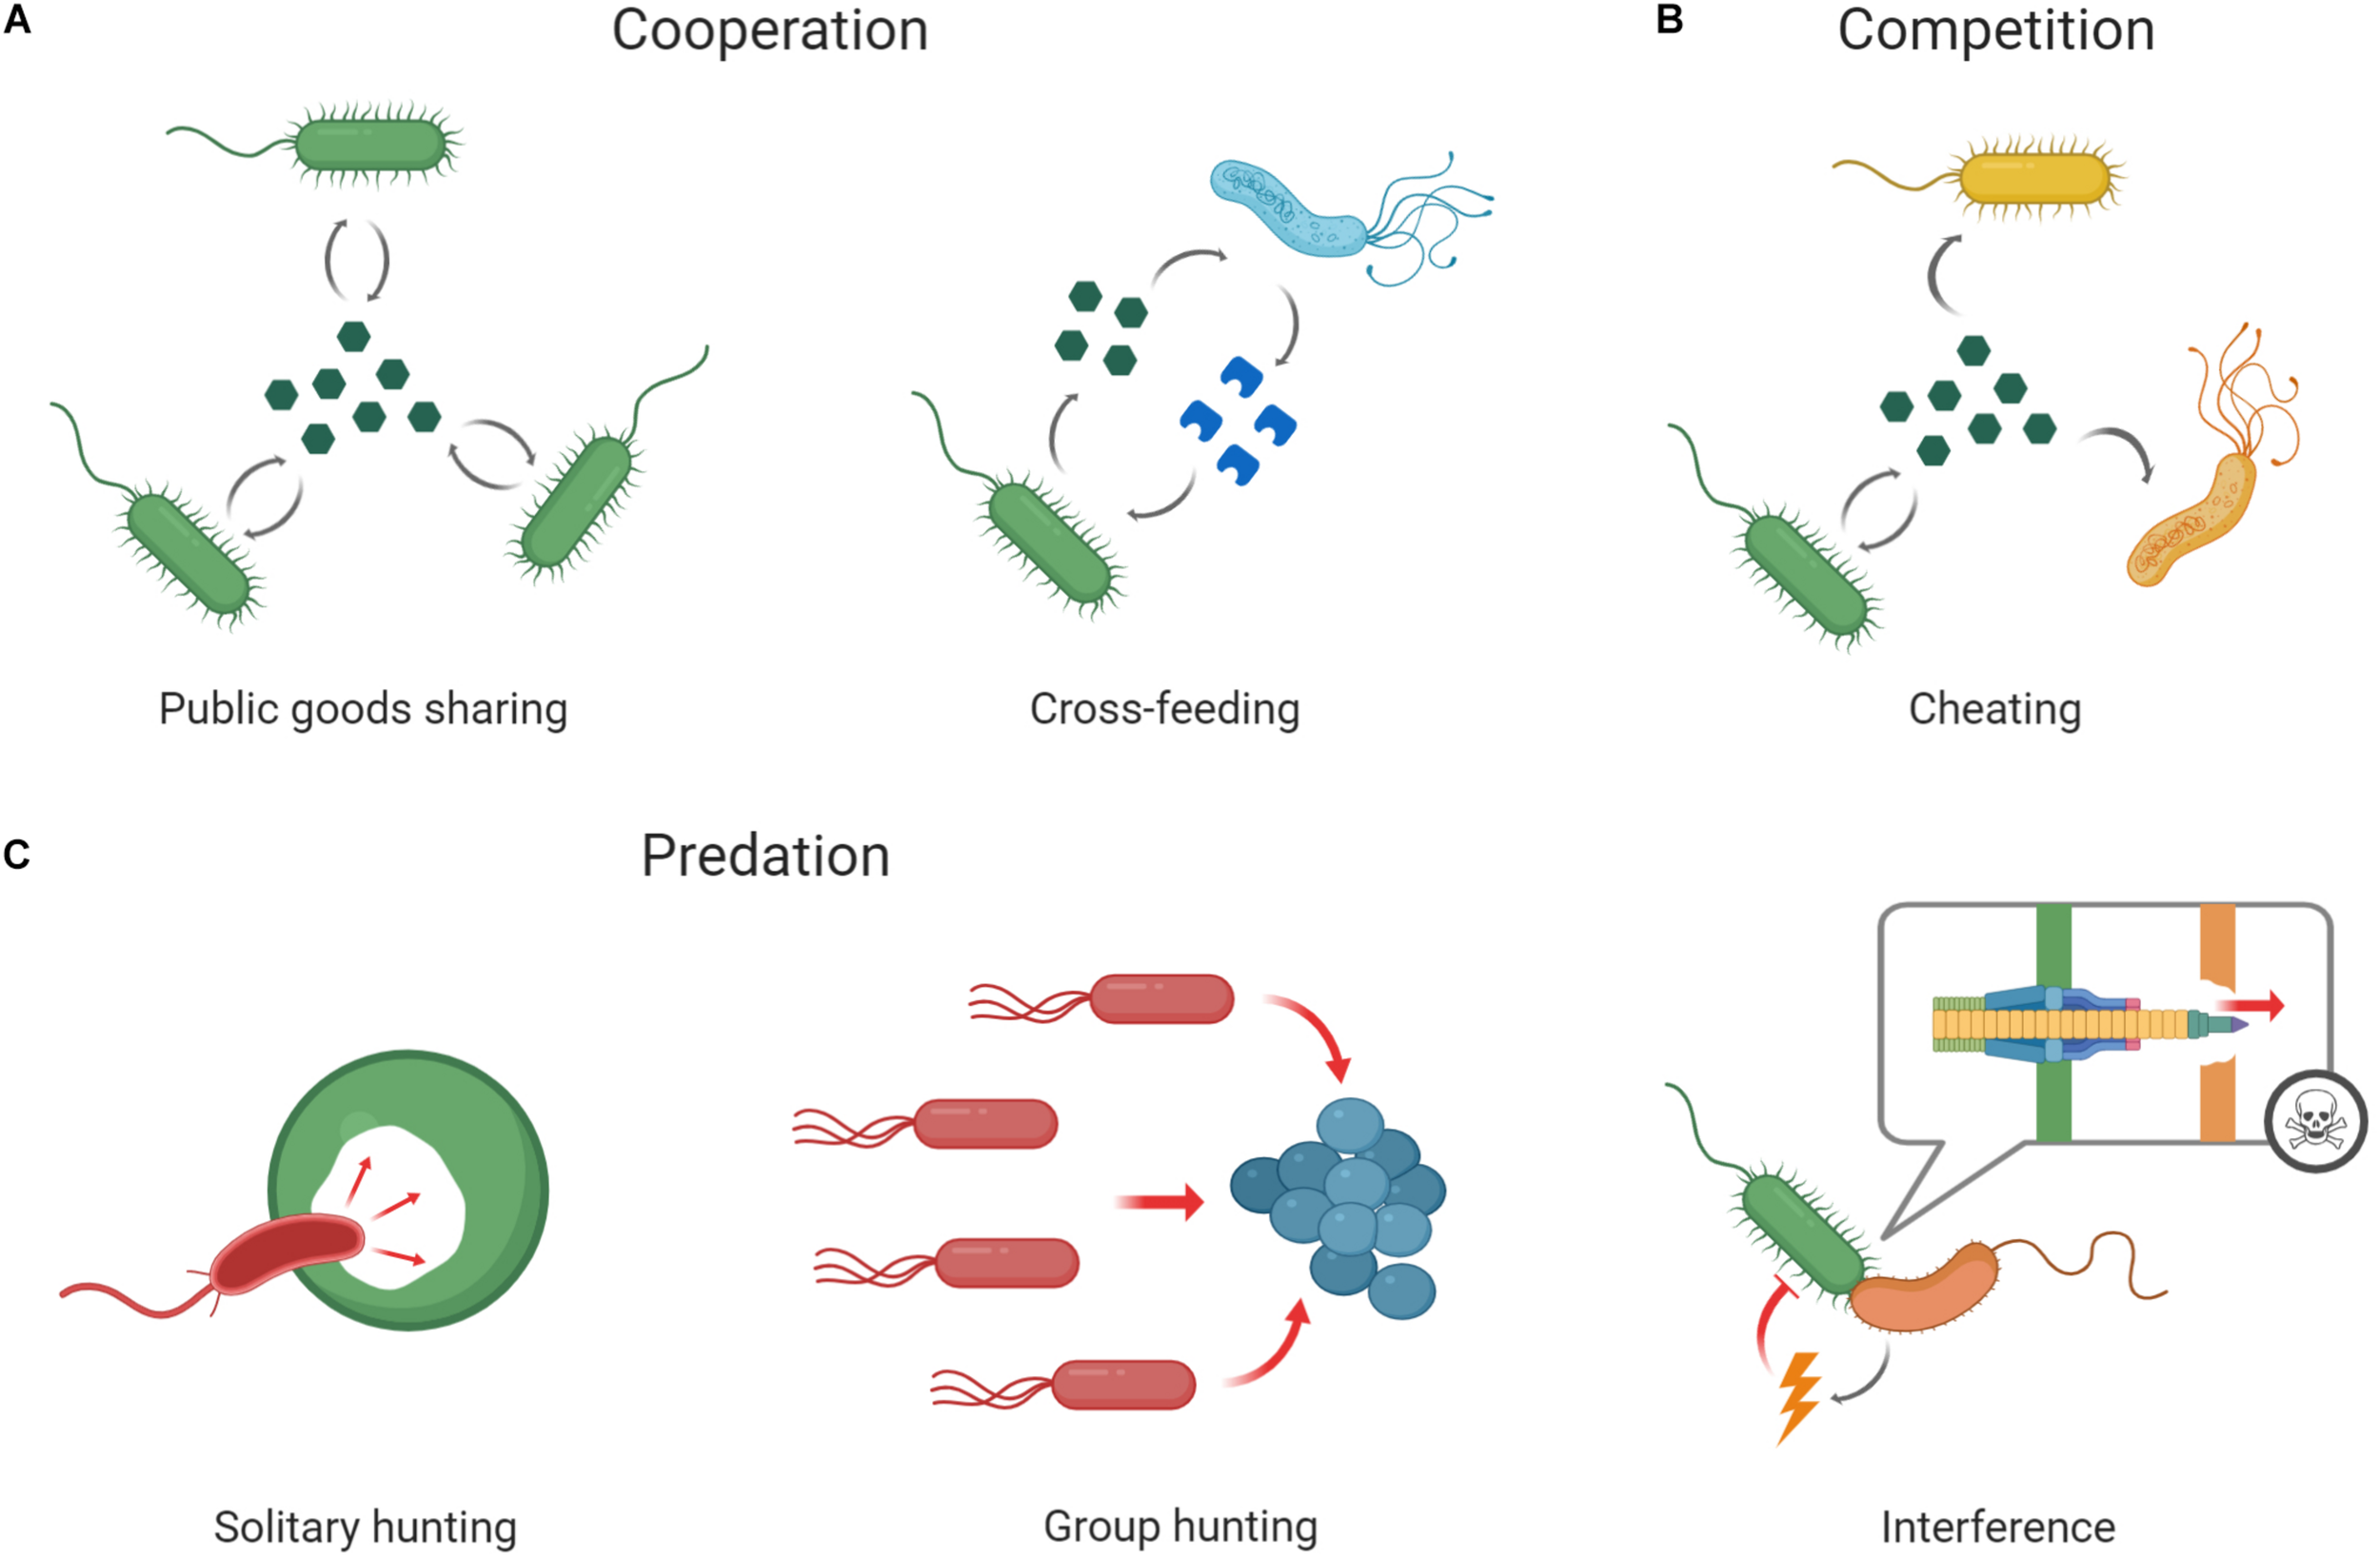 A
Cooperation
B
Competition
Public goods sharing
Cross-feeding
Cheating
C
Predation
Solitary hunting
Group hunting
Interference